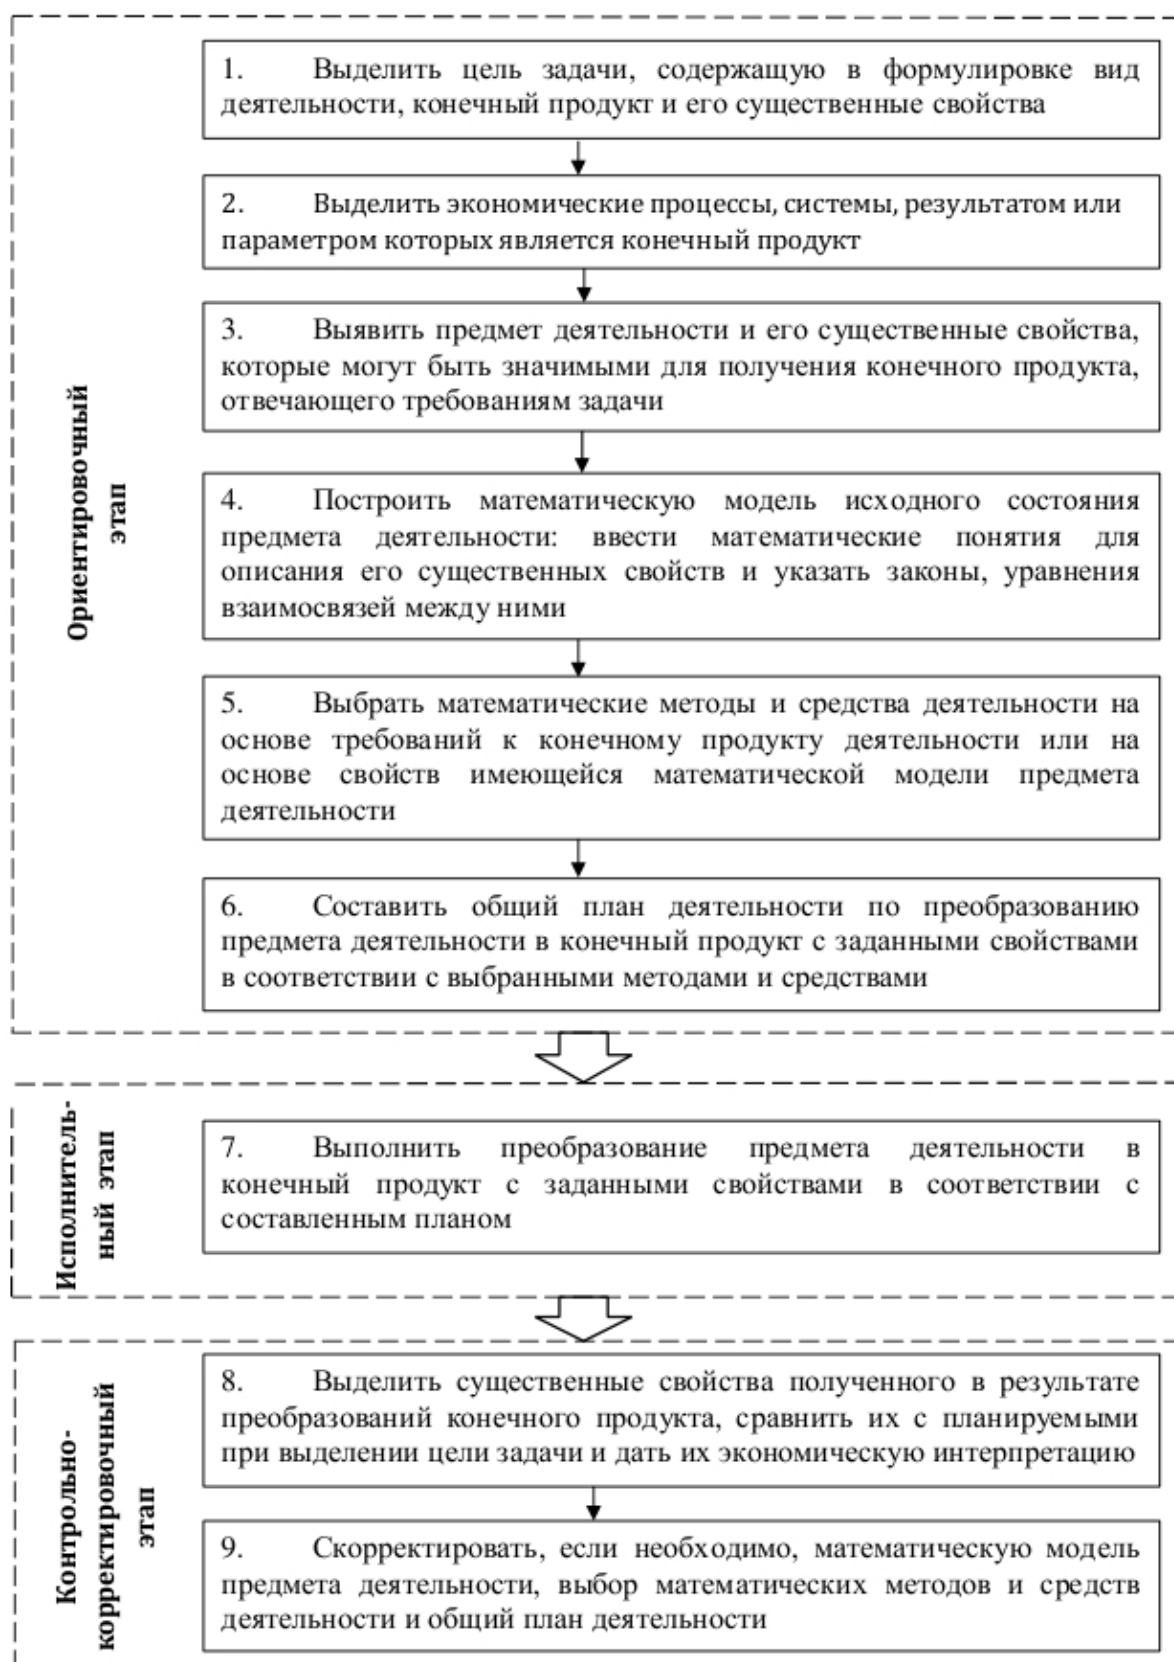 Ориентировочный
этап
1. Выделить цель задачи, содержащую в формулировке вид
деятельности, конечный продукт и его существенные свойства
2. Выделить экономические процессы, системы, результатом или
параметром которых является конечный продукт
3. Выявить предмет деятельности и его существенные свойства,
которые могут быть значимыми для получения конечного продукта,
отвечающего требованиям задачи
4. Построить математическую модель исходного состояния
предмета деятельности: ввести математические понятия для
описания его существенных свойств и указать законы, уравнения
взаимосвязей между ними
5. Выбрать математические методы и средства деятельности на
основе требований к конечному продукту деятельности или на
основе свойств имеющейся математической модели предмета
деятельности
6. Составить общий план деятельности по преобразованию
предмета деятельности в конечный продукт с заданными свойствами
в соответствии с выбранными методами и средствами
Исполнитель-
ный этап
7. Выполнить преобразование предмета деятельности в
конечный продукт с заданными свойствами в соответствии с
составленным планом
Контрольно-
корректировочный
этап
8. Выделить существенные свойства полученного в результате
преобразований конечного продукта, сравнить их с планируемыми
при выделении цели задачи и дать их экономическую интерпретацию
9. Скорректировать, если необходимо, математическую модель
предмета деятельности, выбор математических методов и средств
деятельности и общий план деятельности